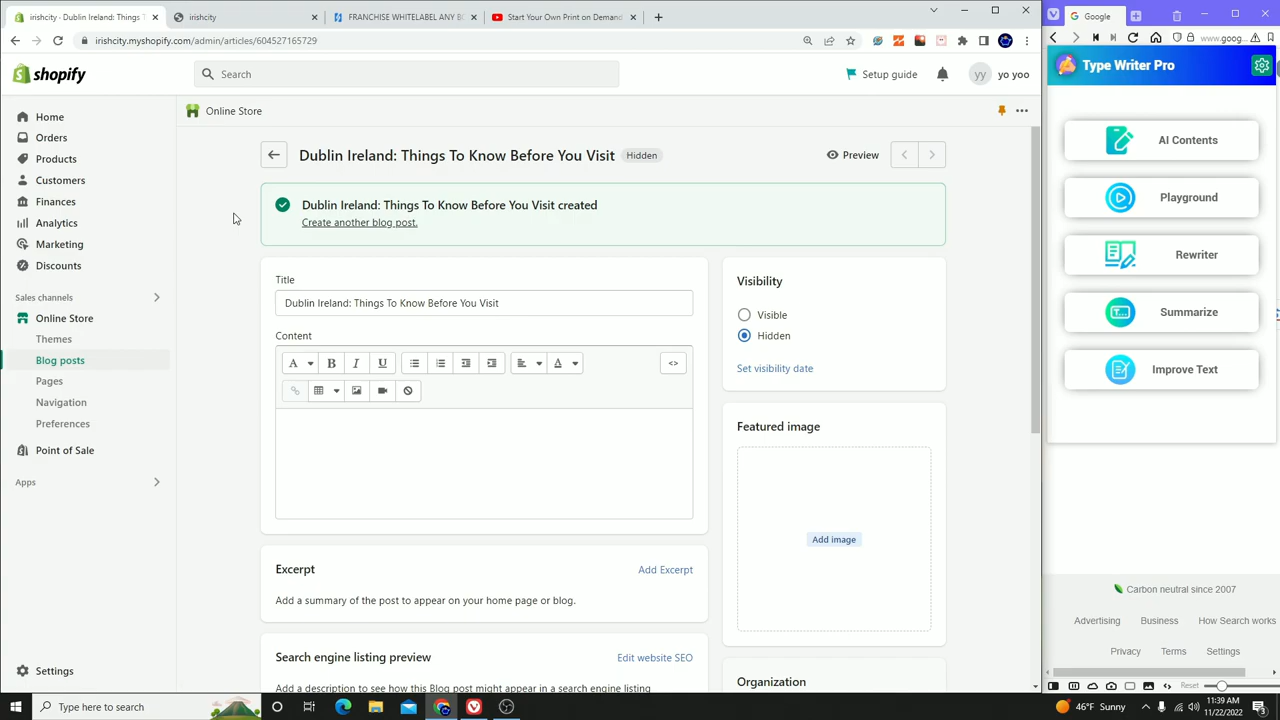 irishcity - Dublin Ireland: Things T
irishcity
FRANCHISE WHITELABEL ANY B
Start Your Own Print on Demand
Google
irishcity.myshopify.com/admin/articles/604527165729
www.goog...
shopify
Search
Setup guide
yy
yo yoo
Type Writer Pro
Home
Orders
Products
Customers
Finances
Analytics
Marketing
Discounts
Sales channels
Online Store
Themes
Blog posts
Pages
Navigation
Preferences
Point of Sale
Apps
Settings
Online Store
Dublin Ireland: Things To Know Before You Visit
Hidden
Preview
Dublin Ireland: Things To Know Before You Visit created
Create another blog post.
Title
Dublin Ireland: Things To Know Before You Visit
Content
A
B
I
U
A
<>
Excerpt
Add Excerpt
Add a summary of the post to appear on your home page or blog.
Search engine listing preview
Edit website SEO
Add a description to see how this Blog post might appear in a search engine listing
Visibility
Visible
Hidden
Set visibility date
Featured image
Add image
Organization
AI Contents
Playground
Rewriter
Summarize
Improve Text
Carbon neutral since 2007
Advertising
Business
How Search works
Privacy
Terms
Settings
Reset
Type here to search
46°F Sunny
11:39 AM
11/22/2022
3